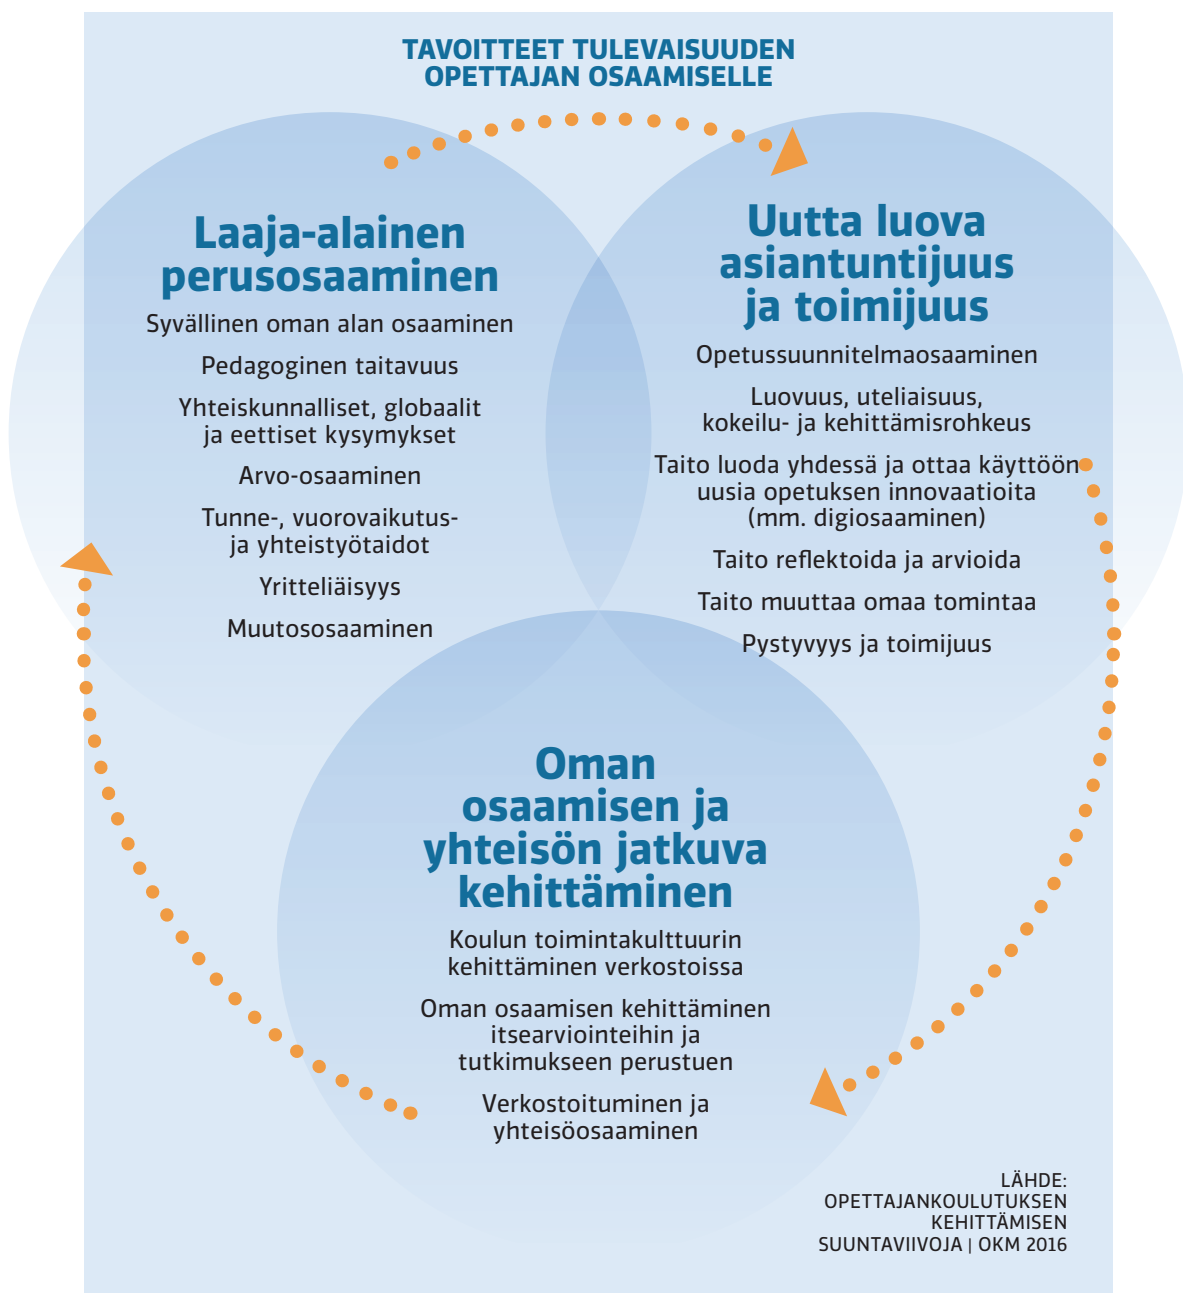 TAVOITTEET TULEVAISUUDEN
OPETTAJAN OSAAMISELLE
Laaja-alainen
perusosaaminen
Syvällinen oman alan osaaminen
Pedagoginen taitavuus
Yhteiskunnalliset, globaalit
ja eettiset kysymykset
Arvo-osaaminen
Tunne-, vuorovaikutus-
ja yhteistyötaidot
Yritteliäisyys
Muutososaaminen
Uutta luova
asiantuntijuus
ja toimijuus
Opetussuunnitelmaosaaminen
Luovuus, uteliaisuus,
kokeilu- ja kehittämisrohkeus
Taito luoda yhdessä ja ottaa käyttöön
uusia opetuksen innovaatioita
(mm. digiosaaminen)
Taito reflektoida ja arvioida
Taito muuttaa omaa tomintaa
Pystyvyys ja toimijuus
Oman
osaamisen ja
yhteisön jatkuva
kehittäminen
Koulun toimintakulttuurin
kehittäminen verkostoissa
Oman osaamisen kehittäminen
itsearviointeihin ja
tutkimukseen perustuen
Verkostoituminen ja
yhteisöosaaminen
LÄHDE:
OPETTAJANKOULUTUKSEN
KEHITTÄMISEN
SUUNTAVIIVOJA | OKM 2016